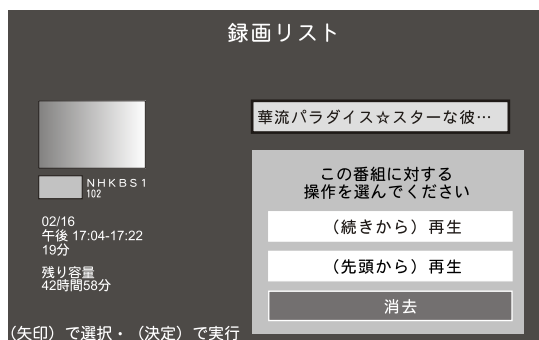 録画リスト
華流パラダイス☆スターな彼…
この番組に対する
操作を選んでください
(続きから) 再生
(先頭から) 再生
消去
NHKBS1
102
02/16
午後 17:04-17:22
19分
残り容量
42時間58分
(矢印) で選択・(決定) で実行